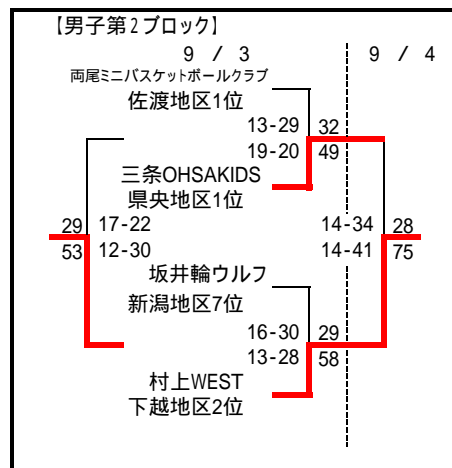 【男子第2ブロック】
9 / 3 9 / 4
両尾ミニバスケットボールクラブ
佐渡地区1位
13-29 32
19-20 49
三条OHSAKIDS
県央地区1位
29 17-22 14-34 28
53 12-30 14-41 75
坂井輪ウルフ
新潟地区7位
16-30 29
13-28 58
村上WEST
下越地区2位